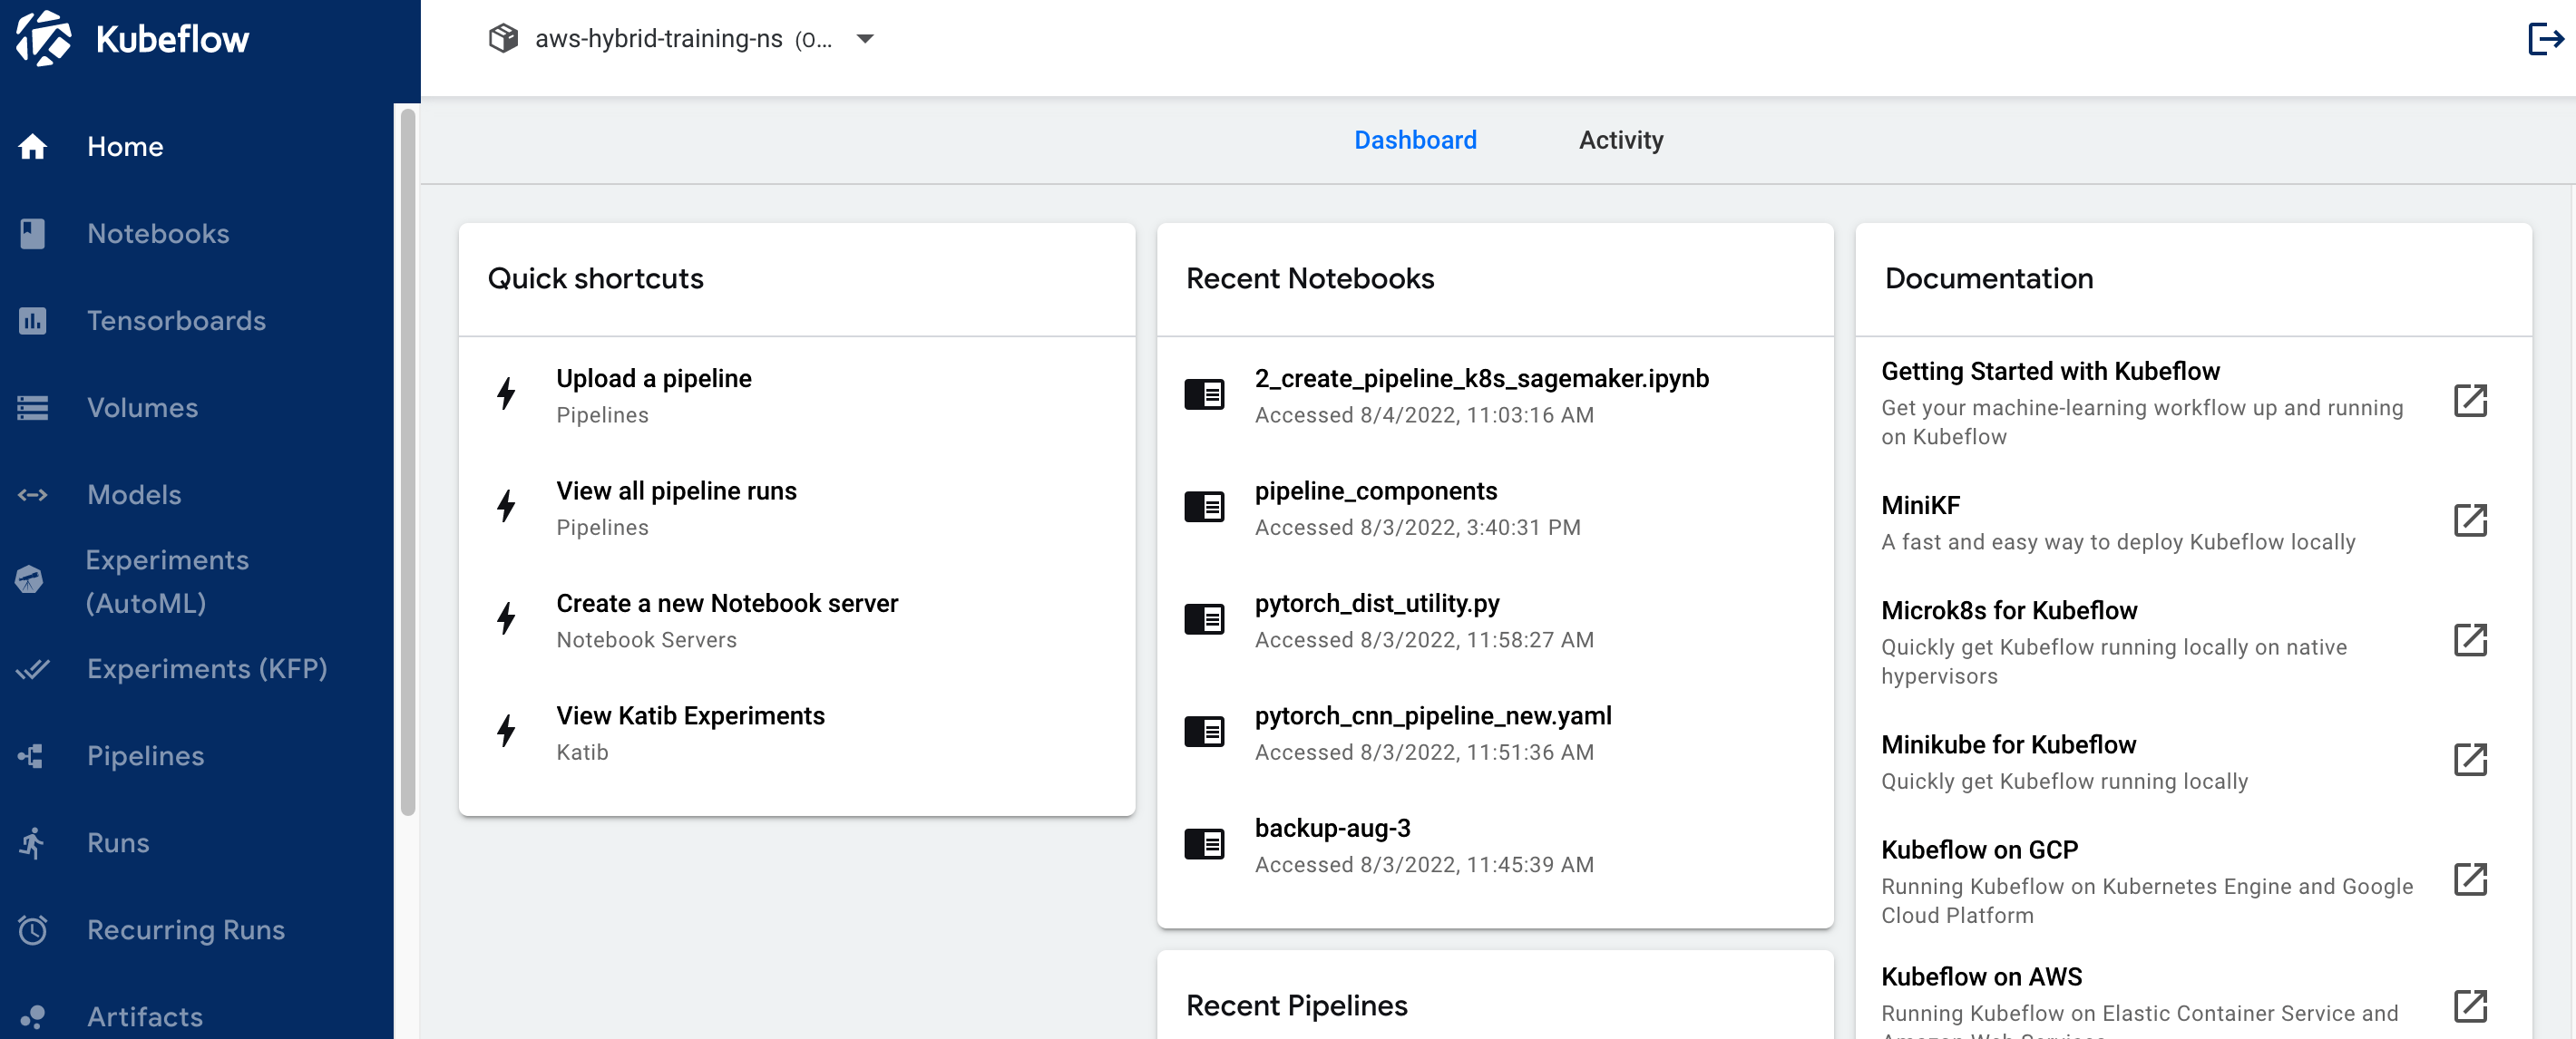 Kubeflow
aws-hybrid-training-ns (O...
Home
Notebooks
Tensorboards
Volumes
Models
Experiments
(AutoML)
Experiments (KFP)
Pipelines
Runs
Recurring Runs
Artifacts
Dashboard
Activity
Quick shortcuts
Upload a pipeline
Pipelines
View all pipeline runs
Pipelines
Create a new Notebook server
Notebook Servers
View Katib Experiments
Katib
Recent Notebooks
2_create_pipeline_k8s_sagemaker.ipynb
Accessed 8/4/2022, 11:03:16 AM
pipeline_components
Accessed 8/3/2022, 3:40:31 PM
pytorch_dist_utility.py
Accessed 8/3/2022, 11:58:27 AM
pytorch_cnn_pipeline_new.yaml
Accessed 8/3/2022, 11:51:36 AM
backup-aug-3
Accessed 8/3/2022, 11:45:39 AM
Recent Pipelines
Documentation
Getting Started with Kubeflow
Get your machine-learning workflow up and running
on Kubeflow
MiniKF
A fast and easy way to deploy Kubeflow locally
Microk8s for Kubeflow
Quickly get Kubeflow running locally on native
hypervisors
Minikube for Kubeflow
Quickly get Kubeflow running locally
Kubeflow on GCP
Running Kubeflow on Kubernetes Engine and Google
Cloud Platform
Kubeflow on AWS
Running Kubeflow on Elastic Container Service and
Amazon Web Services